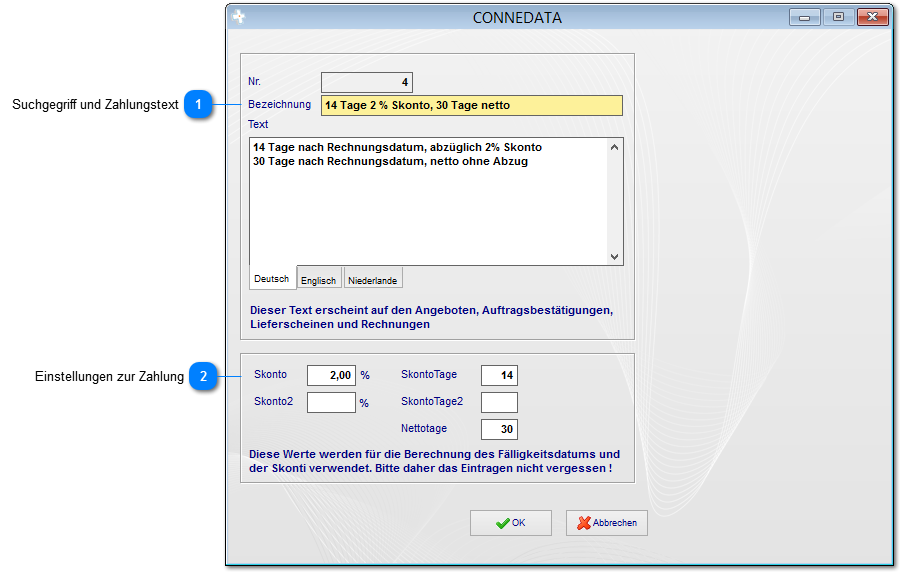 CONNEDATA
Nr. 4
Suchgegriff und Zahlungstext 1 Bezeichnung 14 Tage 2 % Skonto, 30 Tage netto
Text
14 Tage nach Rechnungsdatum, abzüglich 2% Skonto
30 Tage nach Rechnungsdatum, netto ohne Abzug
Deutsch Englisch Niederlande
Dieser Text erscheint auf den Angeboten, Auftragsbestätigungen,
Lieferscheinen und Rechnungen
Einstellungen zur Zahlung 2 Skonto 2,00 % SkontoTage 14
Skonto2 % SkontoTage2
Nettotage 30
Diese Werte werden für die Berechnung des Fälligkeitsdatums und
der Skonti verwendet. Bitte daher das Eintragen nicht vergessen !
OK Abbrechen